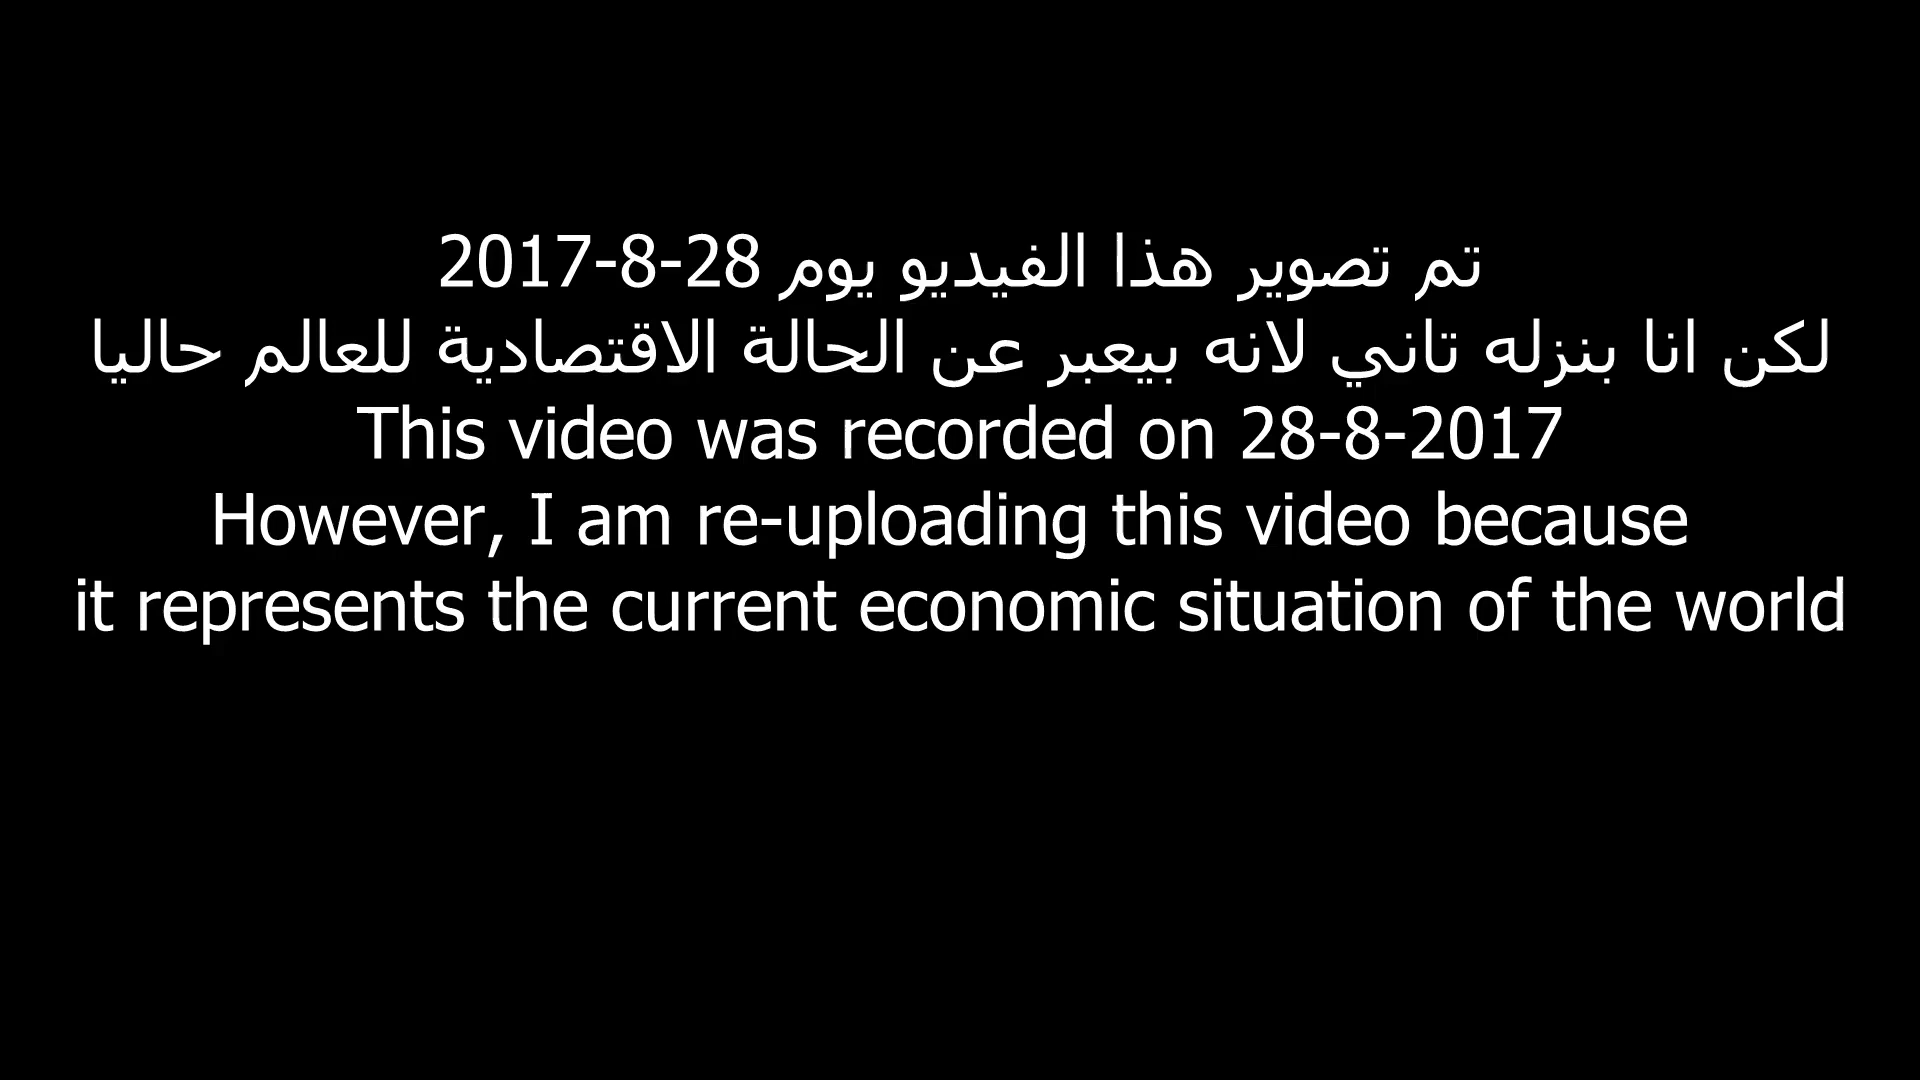 تم تصوير هذا الفيديو يوم 28-8-2017
لكن انا بنزله تاني لانه بيعبر عن الحالة الاقتصادية للعالم حاليا
This video was recorded on 28-8-2017
However, I am re-uploading this video because
it represents the current economic situation of the world